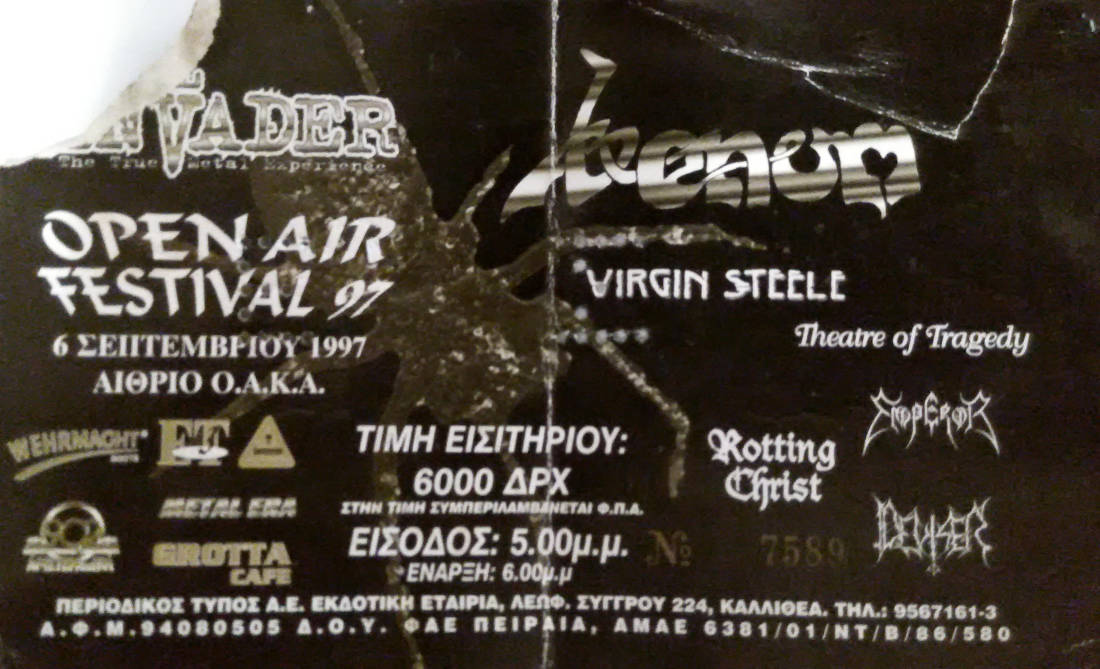 INVADER
The True Metal Experience
OPEN AIR
FESTIVAL 97
6 ΣΕΠΤΕΜΒΡΙΟΥ 1997
ΑΙΘΡΙΟ Ο.Α.Κ.Α.
Venom
VIRGIN STEELE
Theatre of Tragedy
EMPEROR
Rotting
Christ
DEVISER
WEHRMACHT
ET
METAL ERA
GROTTA
CAFE
ΤΙΜΗ ΕΙΣΙΤΗΡΙΟΥ:
6000 ΔΡΧ
ΣΤΗΝ ΤΙΜΗ ΣΥΜΠΕΡΙΛΑΜΒΑΝΕΤΑΙ Φ.Π.Α.
ΕΙΣΟΔΟΣ: 5.00μ.μ.
ΕΝΑΡΞΗ: 6.00μ.μ
№ 7589
ΠΕΡΙΟΔΙΚΟΣ ΤΥΠΟΣ Α.Ε. ΕΚΔΟΤΙΚΗ ΕΤΑΙΡΙΑ, ΛΕΩΦ. ΣΥΓΓΡΟΥ 224, ΚΑΛΛΙΘΕΑ. ΤΗΛ.: 9567161-3
Α.Φ.Μ.94080505 Δ.Ο.Υ. ΦΑΕ ΠΕΙΡΑΙΑ, ΑΜΑΕ 6381/01/ΝΤ/Β/86/580